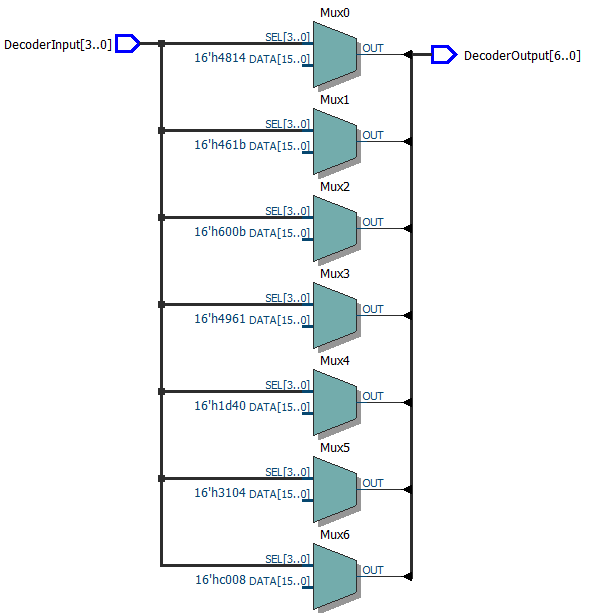 Mux0
DecoderInput[3..0]
SEL[3..0]
16'h4814 DATA[15..0]
OUT
DecoderOutput[6..0]
Mux1
SEL[3..0]
16'h461b DATA[15..0]
OUT
Mux2
SEL[3..0]
16'h600b DATA[15..0]
OUT
Mux3
SEL[3..0]
16'h4961 DATA[15..0]
OUT
Mux4
SEL[3..0]
16'h1d40 DATA[15..0]
OUT
Mux5
SEL[3..0]
16'h3104 DATA[15..0]
OUT
Mux6
SEL[3..0]
16'hc008 DATA[15..0]
OUT